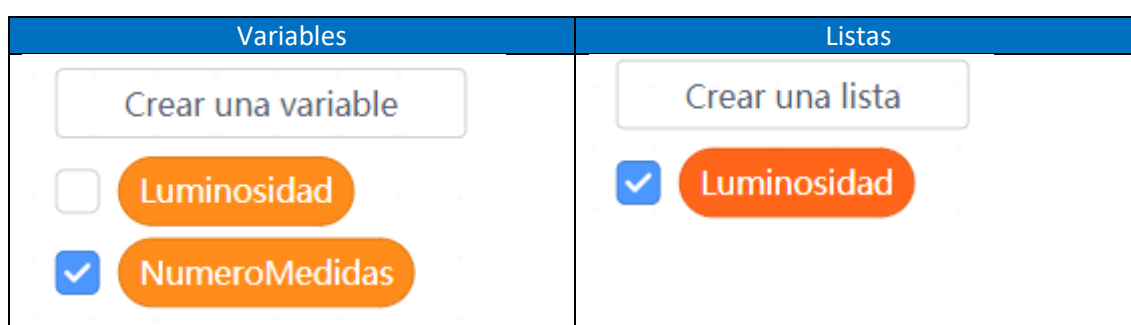 Variables
Listas
Crear una variable
Luminosidad
NumeroMedidas
Crear una lista
Luminosidad